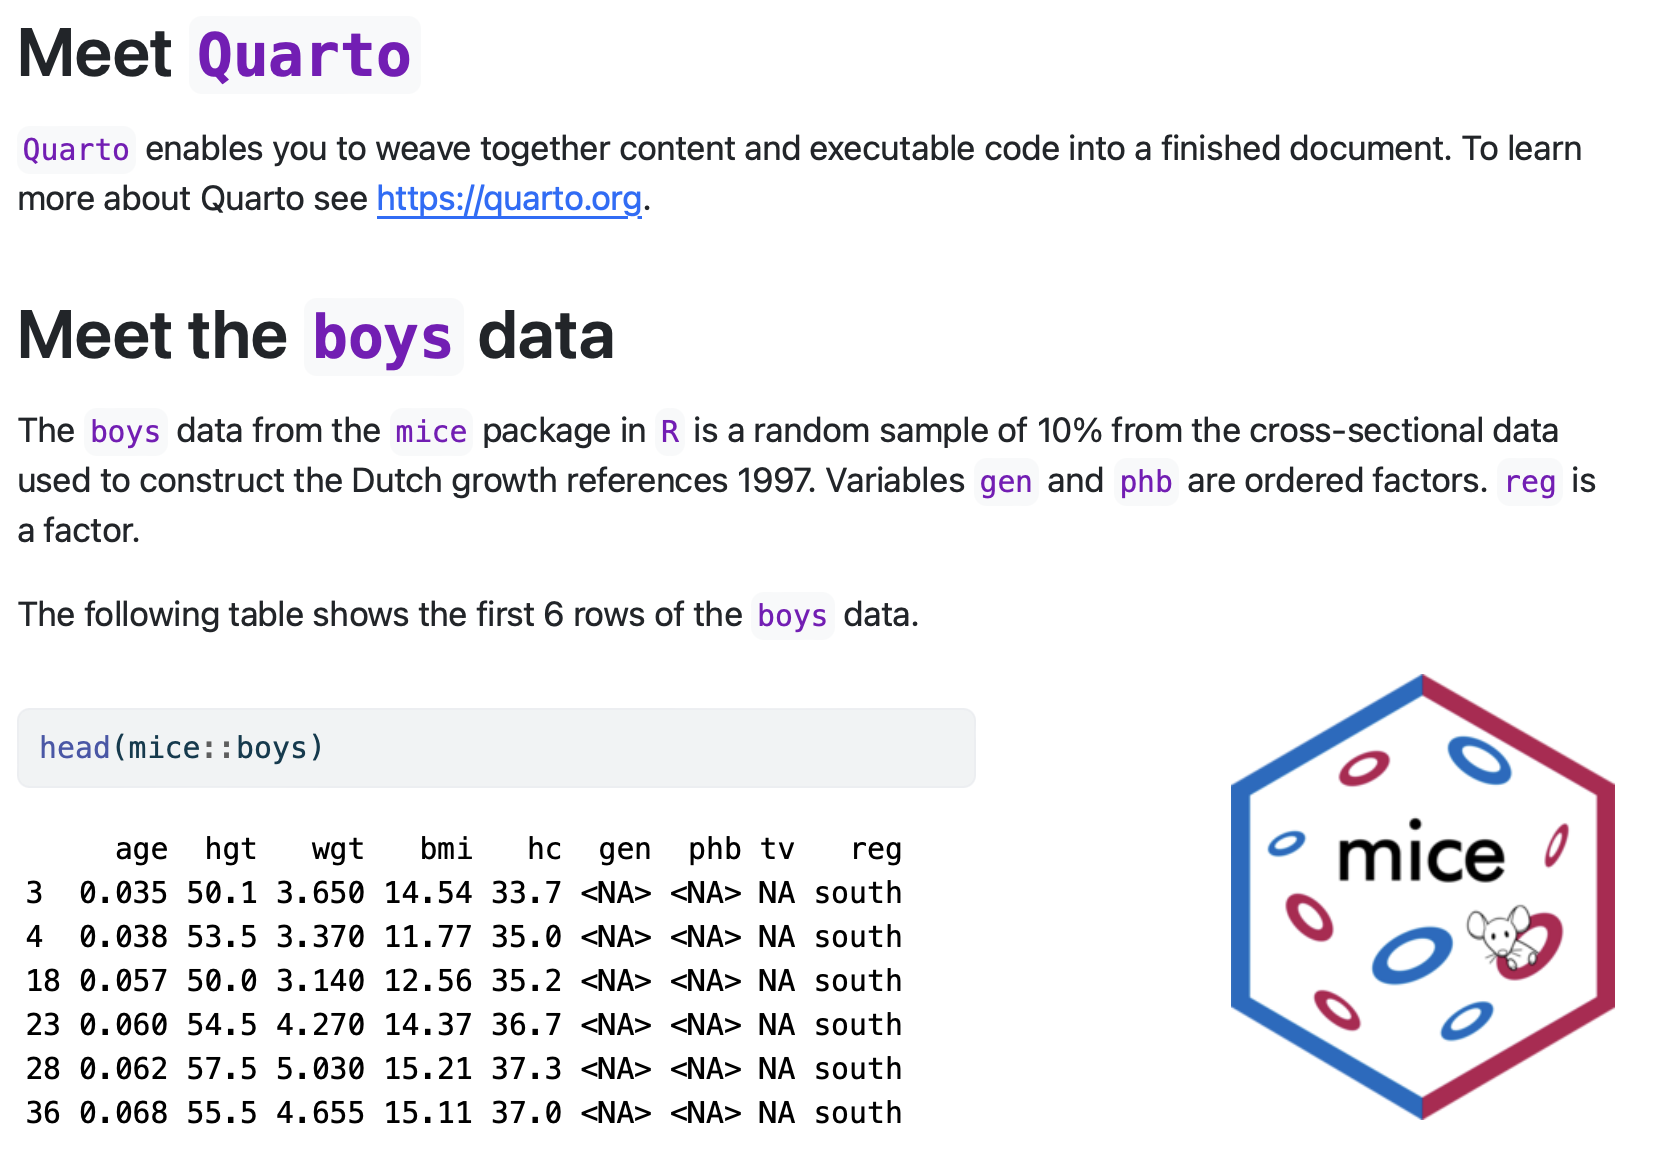 Meet Quarto
Quarto enables you to weave together content and executable code into a finished document. To learn
more about Quarto see https://quarto.org.
Meet the boys data
The boys data from the mice package in R is a random sample of 10% from the cross-sectional data
used to construct the Dutch growth references 1997. Variables gen and phb are ordered factors. reg is
a factor.
The following table shows the first 6 rows of the boys data.
head(mice::boys)
age hgt wgt bmi hc gen phb tv reg
3 0.035 50.1 3.650 14.54 33.7 <NA> <NA> NA south
4 0.038 53.5 3.370 11.77 35.0 <NA> <NA> NA south
18 0.057 50.0 3.140 12.56 35.2 <NA> <NA> NA south
23 0.060 54.5 4.270 14.37 36.7 <NA> <NA> NA south
28 0.062 57.5 5.030 15.21 37.3 <NA> <NA> NA south
36 0.068 55.5 4.655 15.11 37.0 <NA> <NA> NA south
mice